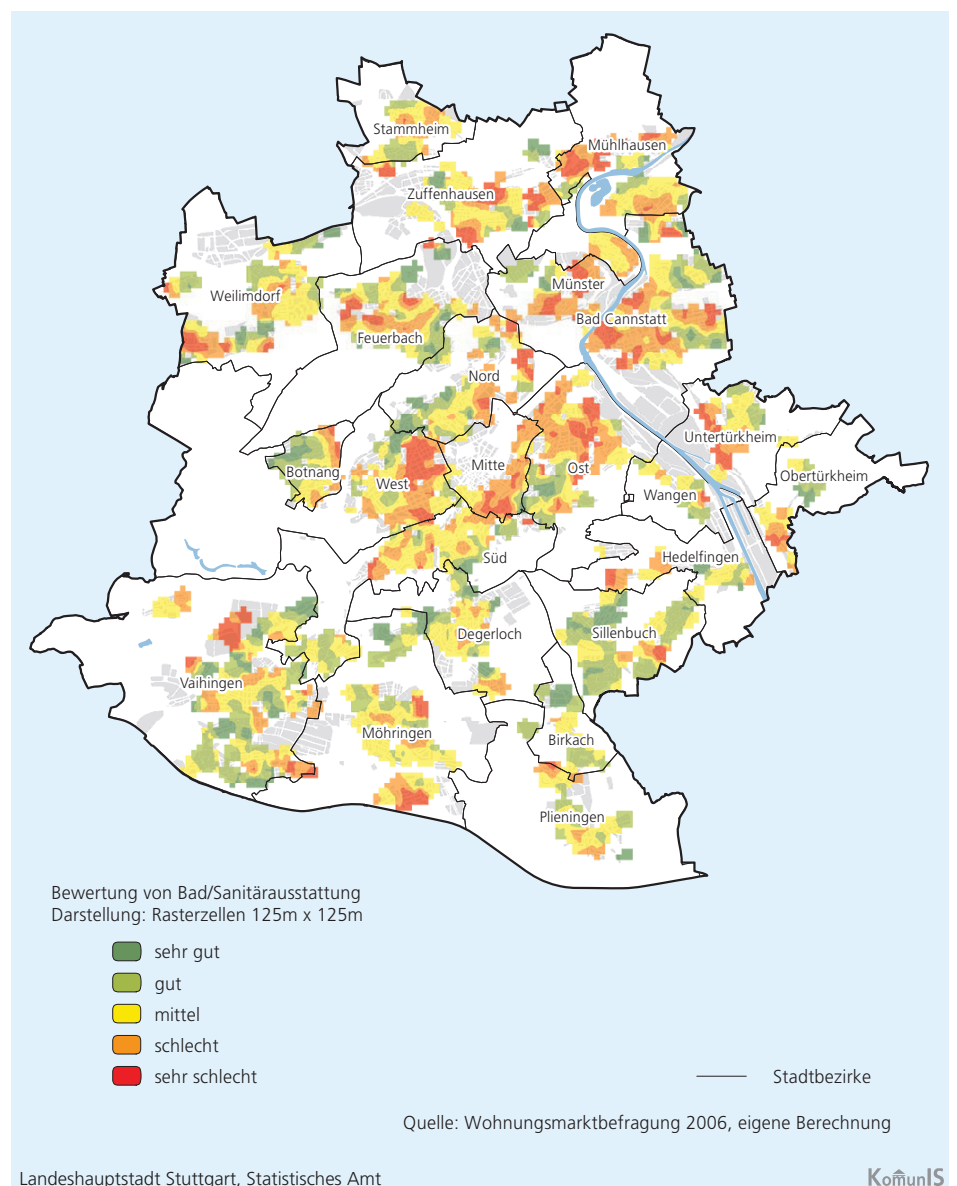 Stammheim
Mühlhausen
Zuffenhausen
Weilimdorf
Münster
Bad Cannstatt
Feuerbach
Nord
Untertürkheim
Botnang
West
Mitte
Ost
Obertürkheim
Wangen
Süd
Hedelfingen
Degerloch
Sillenbuch
Vaihingen
Möhringen
Birkach
Plieningen
Bewertung von Bad/Sanitärausstattung
Darstellung: Rasterzellen 125m x 125m
sehr gut
gut
mittel
schlecht
sehr schlecht
Stadtbezirke
Quelle: Wohnungsmarktbefragung 2006, eigene Berechnung
Landeshauptstadt Stuttgart, Statistisches Amt
KomunIS